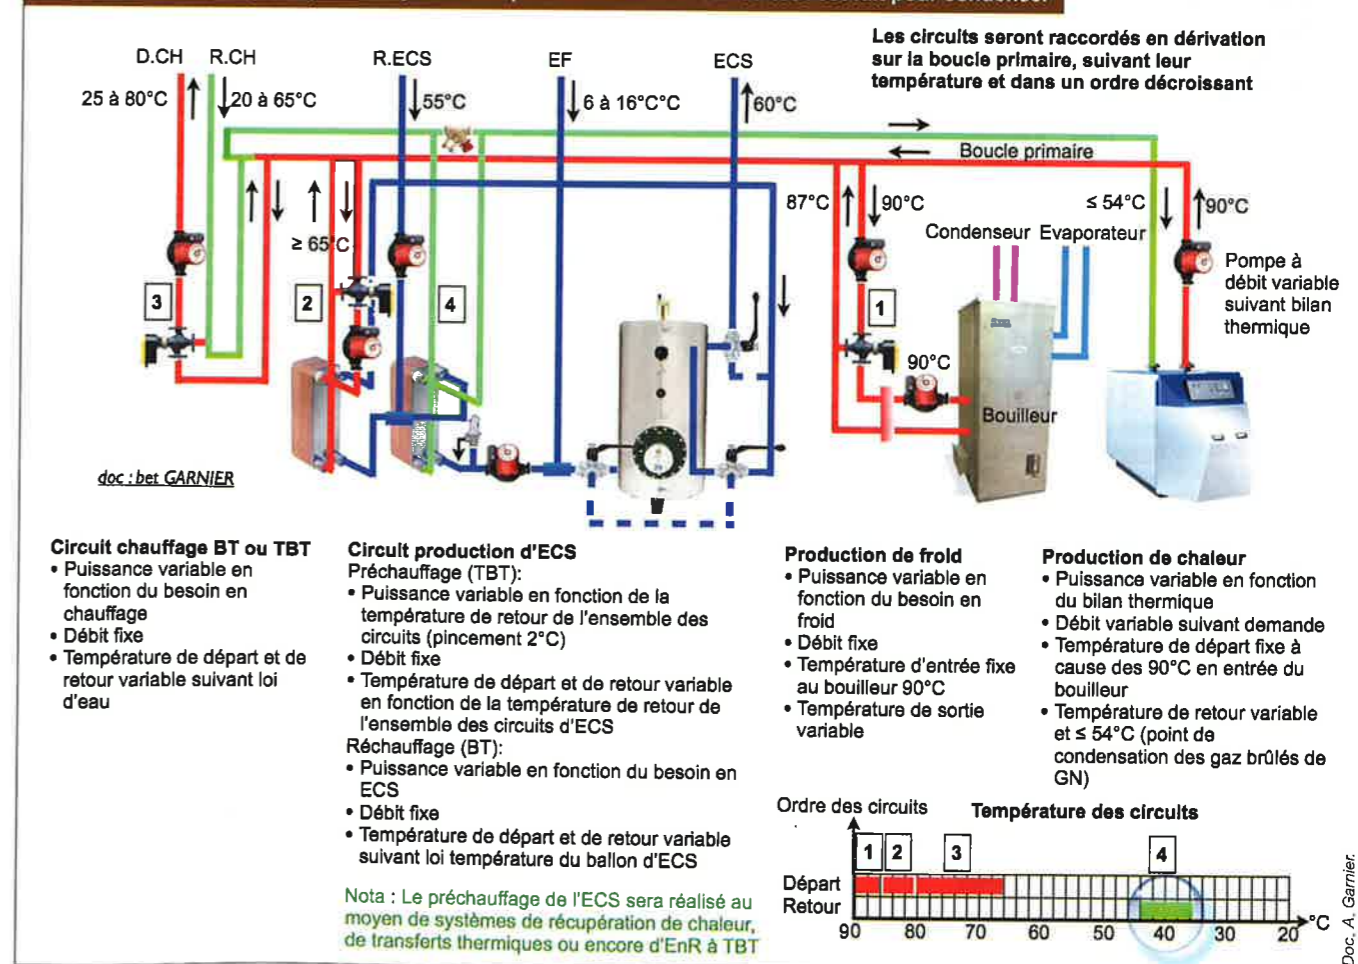 pour condenser
Les circuits seront raccordés en dérivation
sur la boucle primaire, suivant leur
température et dans un ordre décroissant
D.CH
R.CH
R.ECS
EF
ECS
25 à 80°C
20 à 65°C
55°C
6 à 16°C°C
60°C
Boucle primaire
87°C
90°C
≤ 54°C
90°C
≥ 65°C
Condenseur
Evaporateur
Pompe à
débit variable
suivant bilan
thermique
3
2
4
1
90°C
Bouilleur
doc : bet GARNIER
Circuit chauffage BT ou TBT
• Puissance variable en
fonction du besoin en
chauffage
• Débit fixe
• Température de départ et de
retour variable suivant loi
d'eau
Circuit production d'ECS
Préchauffage (TBT):
• Puissance variable en fonction de la
température de retour de l'ensemble des
circuits (pincement 2°C)
• Débit fixe
• Température de départ et de retour variable
en fonction de la température de retour de
l'ensemble des circuits d'ECS
Réchauffage (BT):
• Puissance variable en fonction du besoin en
ECS
• Débit fixe
• Température de départ et de retour variable
suivant loi température du ballon d'ECS
Nota : Le préchauffage de l'ECS sera réalisé au
moyen de systèmes de récupération de chaleur,
de transferts thermiques ou encore d'EnR à TBT
Production de froid
• Puissance variable en
fonction du besoin en
froid
• Débit fixe
• Température d'entrée fixe
au bouilleur 90°C
• Température de sortie
variable
Production de chaleur
• Puissance variable en fonction
du bilan thermique
• Débit variable suivant demande
• Température de départ fixe à
cause des 90°C en entrée du
bouilleur
• Température de retour variable
et ≤ 54°C (point de
condensation des gaz brûlés de
GN)
Ordre des circuits
Température des circuits
1
2
3
4
Départ
Retour
90 80 70 60 50 40 30 20 °C
Doc. A. Garnier.